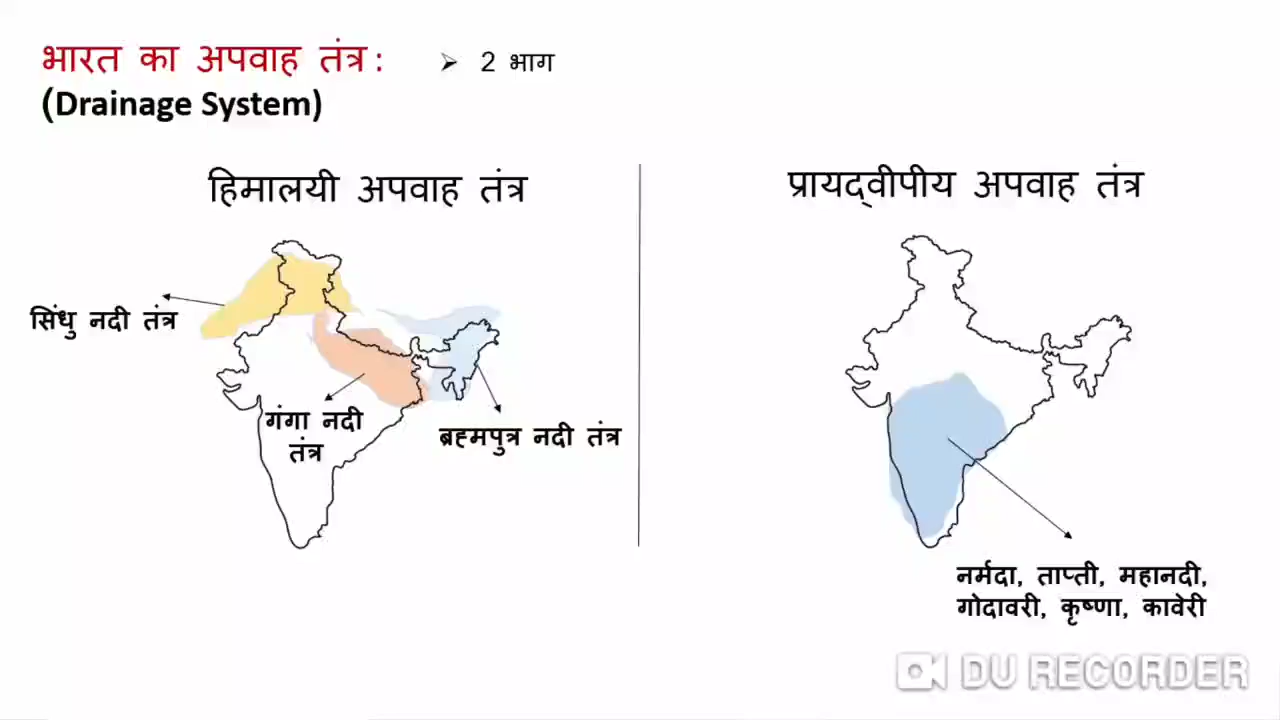 भारत का अपवाह तंत्र:
➢ 2 भाग
(Drainage System)
हिमालयी अपवाह तंत्र
प्रायद्वीपीय अपवाह तंत्र
सिंधु नदी तंत्र
गंगा नदी
तंत्र
ब्रह्मपुत्र नदी तंत्र
नर्मदा, ताप्ती, महानदी,
गोदावरी, कृष्णा, कावेरी
DU RECORDER